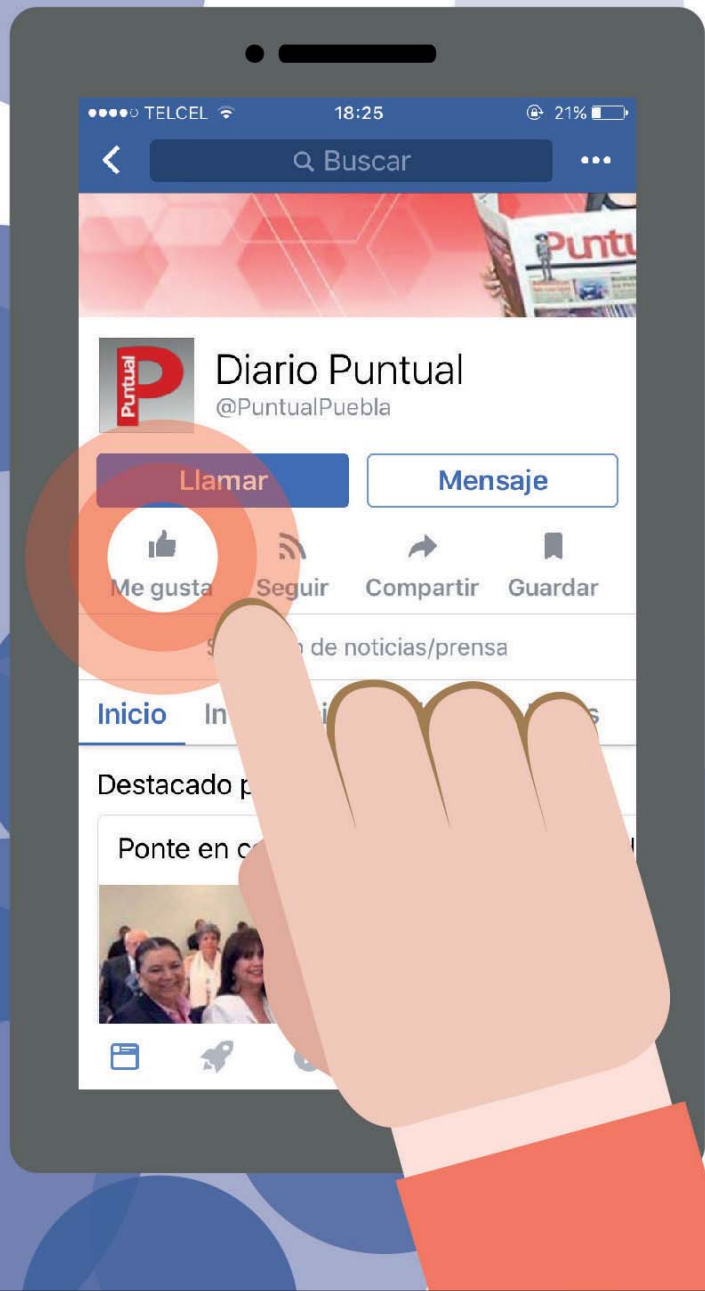 TELCEL 18:25 21%
Buscar
Puntu
Puntual
Diario Puntual
@PuntualPuebla
Llamar Mensaje
Me gusta Seguir Compartir Guardar
de noticias/prensa
Inicio
Destacado
Ponte en